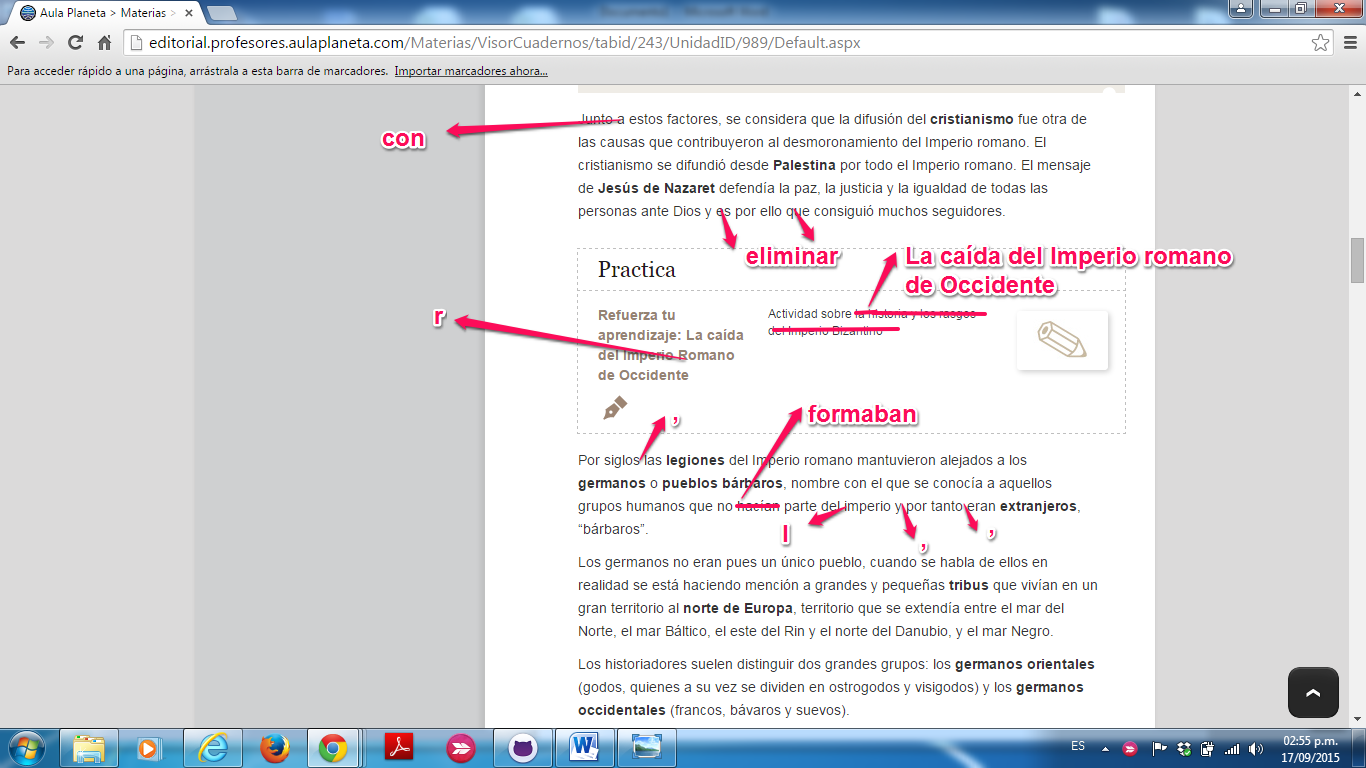 Aula Planeta > Materias >
Documento1 - Microsoft Word
editorial.profesores.aulaplaneta.com/Materias/VisorCuadernos/tabid/243/UnidadID/989/Default.aspx
Para acceder rápido a una página, arrástrala a esta barra de marcadores. Importar marcadores ahora...
Junto a estos factores, se considera que la difusión del cristianismo fue otra de
con
las causas que contribuyeron al desmoronamiento del Imperio romano. El
cristianismo se difundió desde Palestina por todo el Imperio romano. El mensaje
de Jesús de Nazaret defendía la paz, la justicia y la igualdad de todas las
personas ante Dios y es por ello que consiguió muchos seguidores.
eliminar
La caída del Imperio romano
de Occidente
Practica
r
Refuerza tu
aprendizaje: La caída
del Imperio Romano
de Occidente
Actividad sobre la historia y los rasgos
del Imperio Bizantino
,
formaban
Por siglos las legiones del Imperio romano mantuvieron alejados a los
germanos o pueblos bárbaros, nombre con el que se conocía a aquellos
grupos humanos que no hacían parte del imperio y por tanto eran extranjeros,
“bárbaros”.
I
,
,
Los germanos no eran pues un único pueblo, cuando se habla de ellos en
realidad se está haciendo mención a grandes y pequeñas tribus que vivían en un
gran territorio al norte de Europa, territorio que se extendía entre el mar del
Norte, el mar Báltico, el este del Rin y el norte del Danubio, y el mar Negro.
Los historiadores suelen distinguir dos grandes grupos: los germanos orientales
(godos, quienes a su vez se dividen en ostrogodos y visigodos) y los germanos
occidentales (francos, bávaros y suevos).
ES
02:55 p.m.
17/09/2015